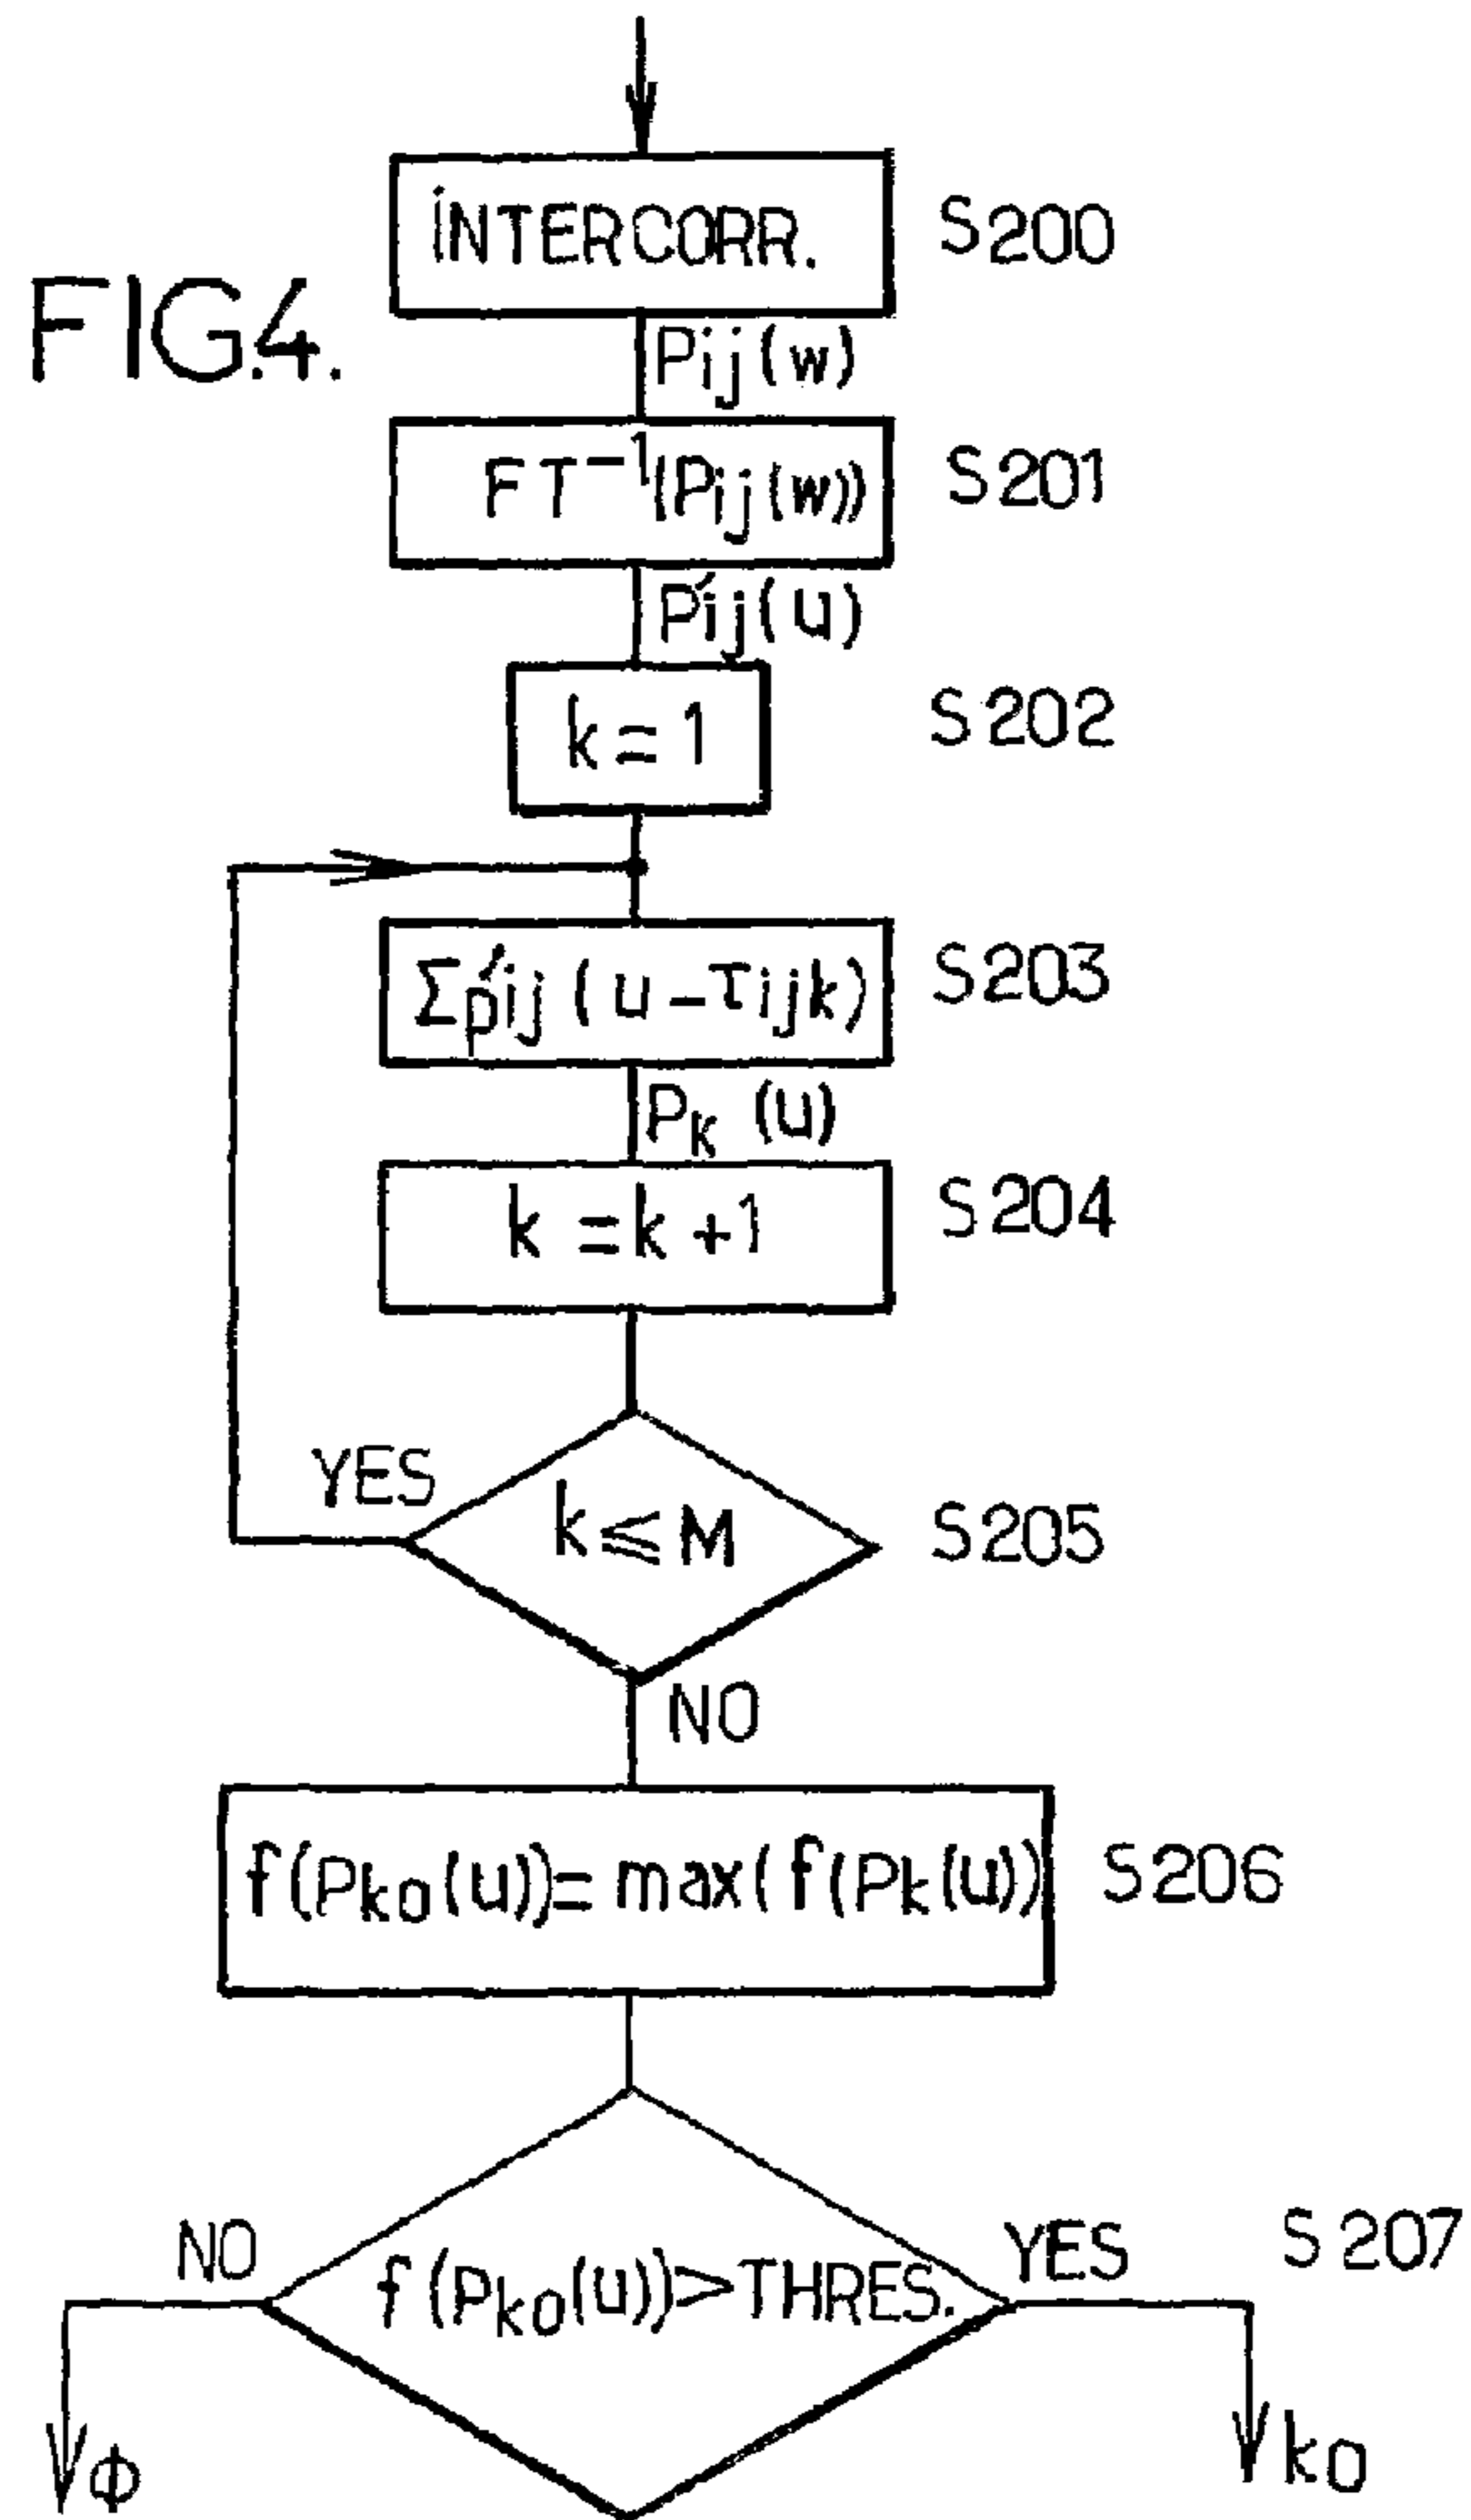 INTERCORR. S200
FIG.4.
Pij(w)
FT⁻¹(Pij(w)) S201
P'ij(u)
k=1 S202
Σp'ij(u-τijk) S203
Pk (u)
k=k+1 S204
YES
k≤M S205
NO
f(Pko(u))=max(f(Pk(u)) S206
NO
f(Pko(u))>THRES.
YES
S207
ϕ
ko